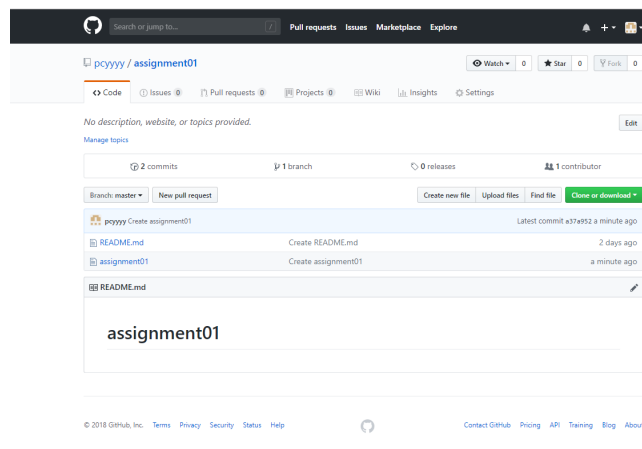 Search or jump to... / Pull requests Issues Marketplace Explore
pcyyyy / assignment01 Watch 0 Star 0 Fork 0
Code Issues 0 Pull requests 0 Projects 0 Wiki Insights Settings
No description, website, or topics provided. Edit
Manage topics
2 commits 1 branch 0 releases 1 contributor
Branch: master New pull request Create new file Upload files Find file Clone or download
pcyyyy Create assignment01 Latest commit a37a952 a minute ago
README.md Create README.md 2 days ago
assignment01 Create assignment01 a minute ago
README.md
assignment01
© 2018 GitHub, Inc. Terms Privacy Security Status Help Contact GitHub Pricing API Training Blog About